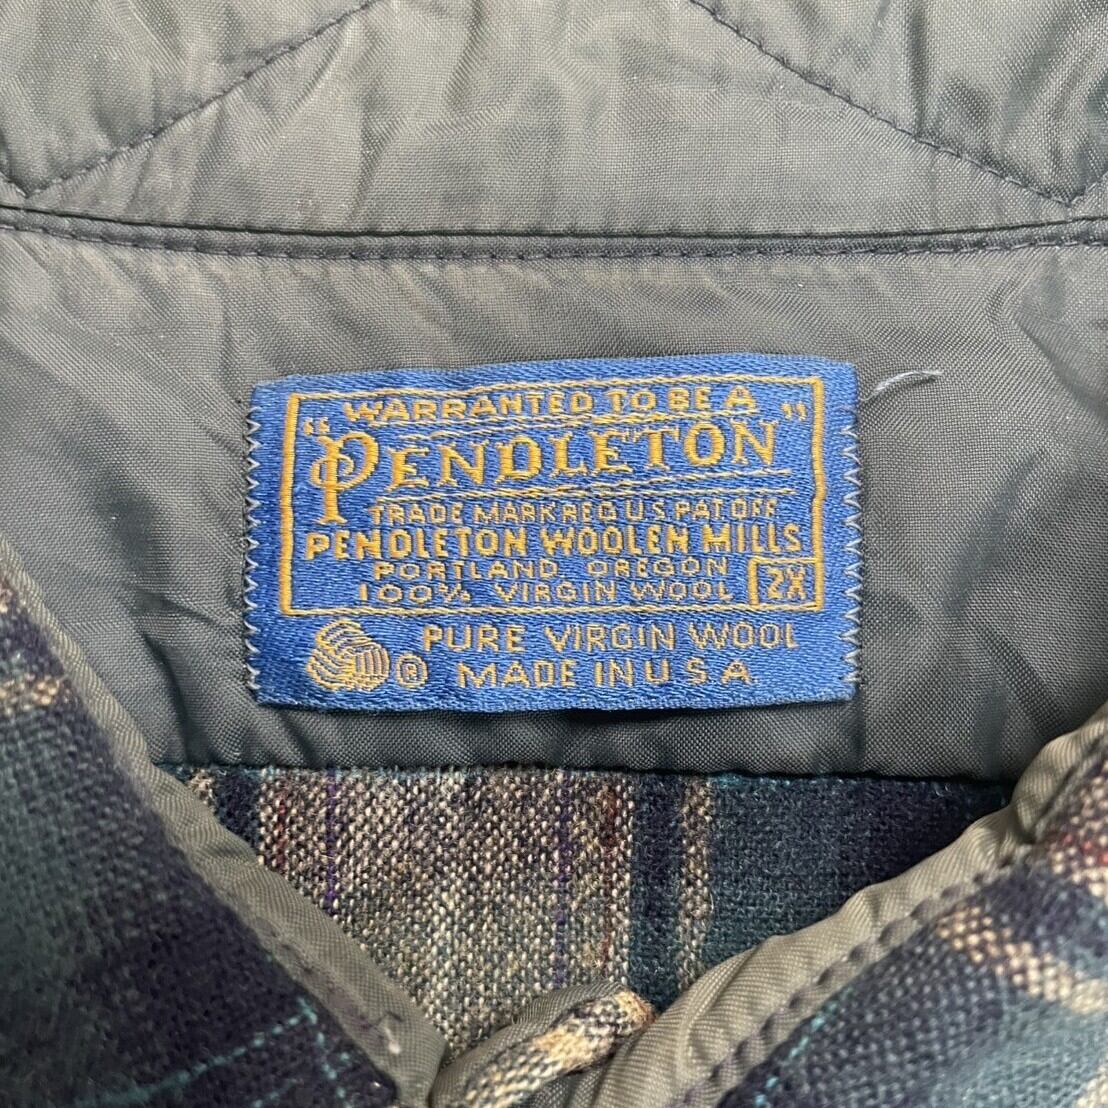 WARRANTED TO BE A
"PENDLETON"
TRADE MARK REG U.S. PAT OFF
PENDLETON WOOLEN MILLS
PORTLAND, OREGON
100% VIRGIN WOOL 2X
PURE VIRGIN WOOL
® MADE IN U S A